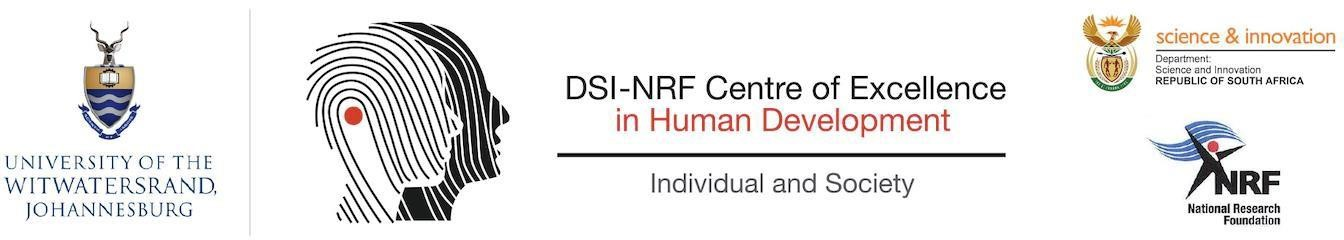 UNIVERSITY OF THE
WITWATERSRAND,
JOHANNESBURG
DSI-NRF Centre of Excellence
in Human Development
Individual and Society
science & innovation
Department:
Science and Innovation
REPUBLIC OF SOUTH AFRICA
NRF
National Research
Foundation